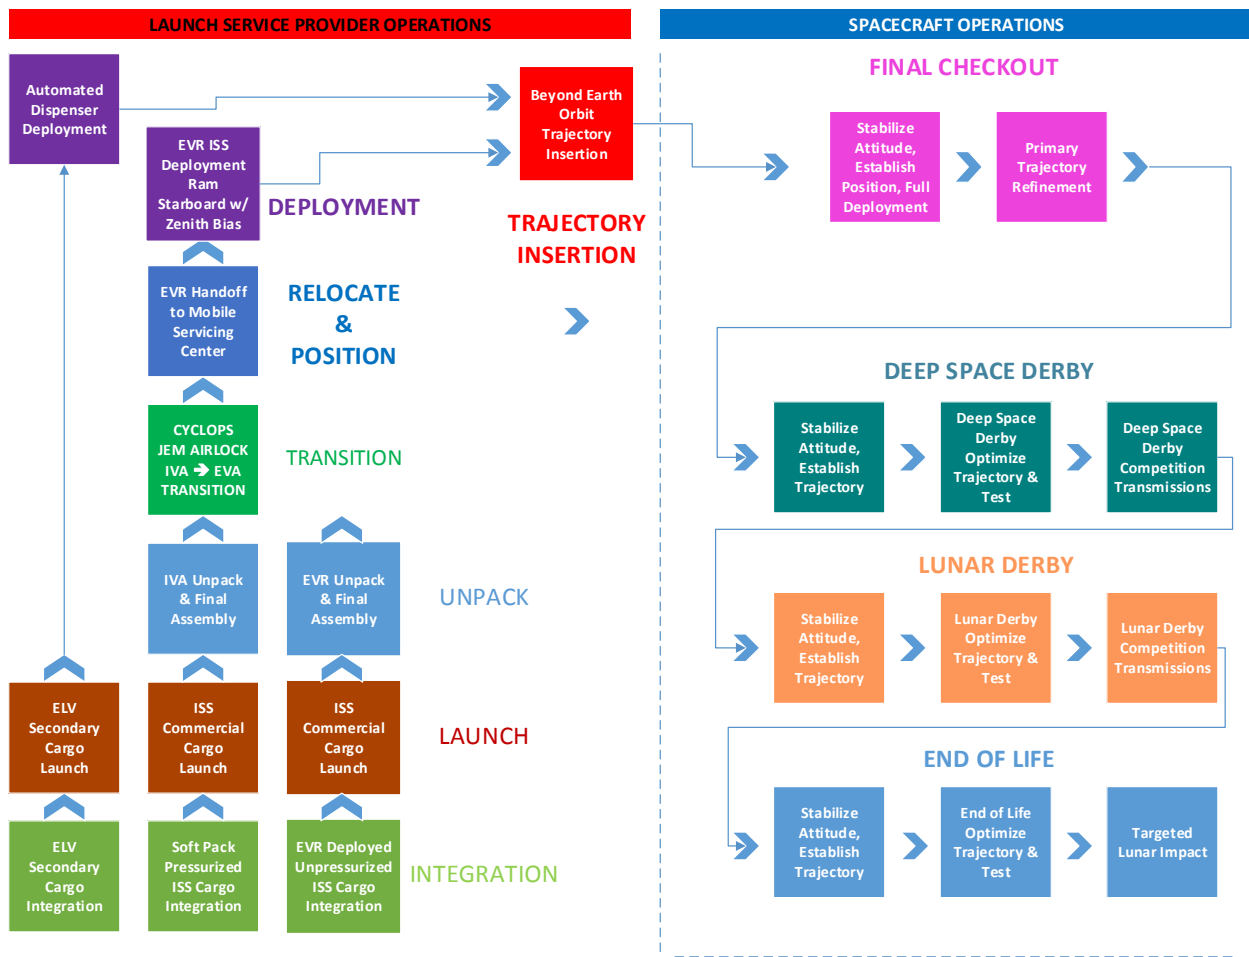 LAUNCH SERVICE PROVIDER OPERATIONS
Automated
Dispenser
Deployment
EVR ISS
Deployment
Ram
Starboard w/
Zenith Bias
DEPLOYMENT
Beyond Earth
Orbit
Trajectory
Insertion
TRAJECTORY
INSERTION
EVR Handoff
to Mobile
Servicing
Center
RELOCATE
&
POSITION
CYCLOPS
JEM AIRLOCK
IVA ➔ EVA
TRANSITION
TRANSITION
IVA Unpack
& Final
Assembly
EVR Unpack
& Final
Assembly
UNPACK
ELV
Secondary
Cargo
Launch
ISS
Commercial
Cargo
Launch
ISS
Commercial
Cargo
Launch
LAUNCH
ELV
Secondary
Cargo
Integration
Soft Pack
Pressurized
ISS Cargo
Integration
EVR Deployed
Unpressurized
ISS Cargo
Integration
INTEGRATION
SPACECRAFT OPERATIONS
FINAL CHECKOUT
Stabilize
Attitude,
Establish
Position, Full
Deployment
Primary
Trajectory
Refinement
DEEP SPACE DERBY
Stabilize
Attitude,
Establish
Trajectory
Deep Space
Derby
Optimize
Trajectory &
Test
Deep Space
Derby
Competition
Transmissions
LUNAR DERBY
Stabilize
Attitude,
Establish
Trajectory
Lunar Derby
Optimize
Trajectory &
Test
Lunar Derby
Competition
Transmissions
END OF LIFE
Stabilize
Attitude,
Establish
Trajectory
End of Life
Optimize
Trajectory &
Test
Targeted
Lunar Impact